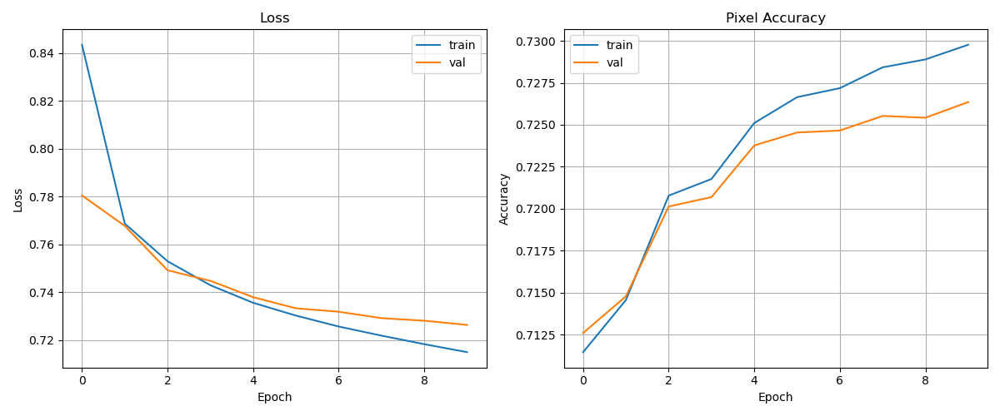 Loss
train
val
0.84
0.82
0.80
0.78
0.76
0.74
0.72
Loss
0 2 4 6 8
Epoch
Pixel Accuracy
train
val
0.7300
0.7275
0.7250
0.7225
0.7200
0.7175
0.7150
0.7125
Accuracy
0 2 4 6 8
Epoch